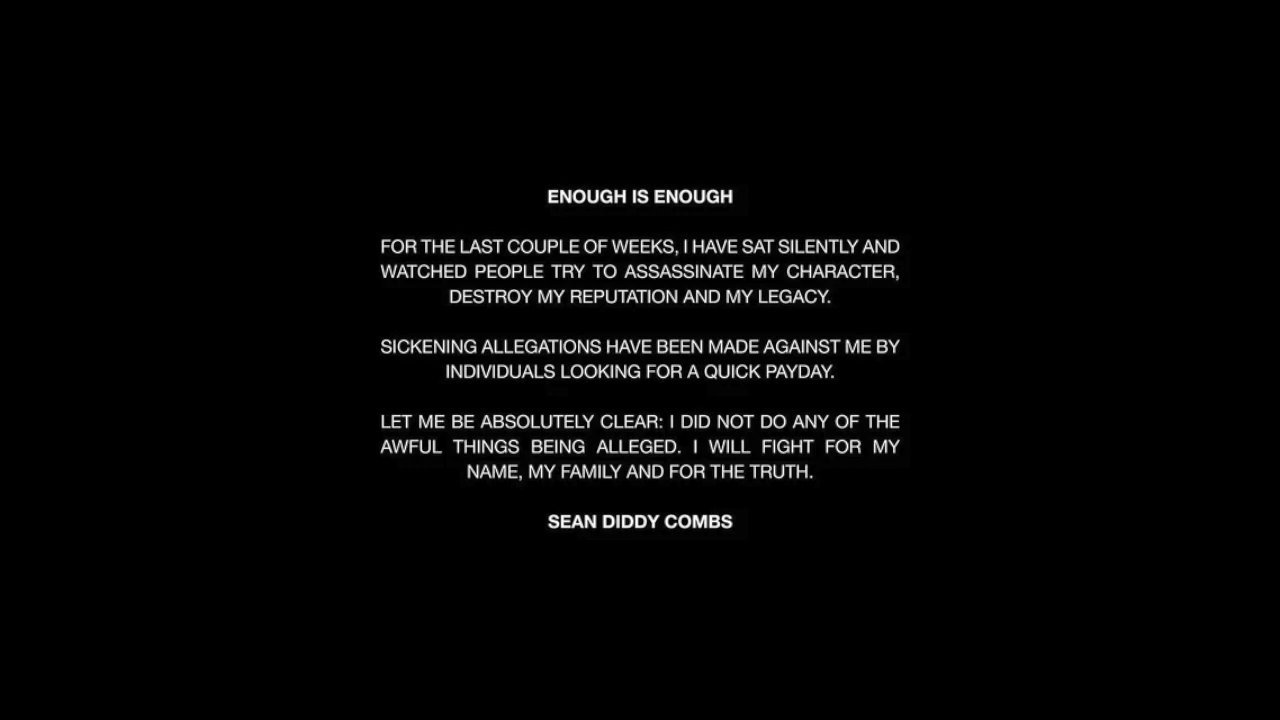 ENOUGH IS ENOUGH
FOR THE LAST COUPLE OF WEEKS, I HAVE SAT SILENTLY AND
WATCHED PEOPLE TRY TO ASSASSINATE MY CHARACTER,
DESTROY MY REPUTATION AND MY LEGACY.
SICKENING ALLEGATIONS HAVE BEEN MADE AGAINST ME BY
INDIVIDUALS LOOKING FOR A QUICK PAYDAY.
LET ME BE ABSOLUTELY CLEAR: I DID NOT DO ANY OF THE
AWFUL THINGS BEING ALLEGED. I WILL FIGHT FOR MY
NAME, MY FAMILY AND FOR THE TRUTH.
SEAN DIDDY COMBS